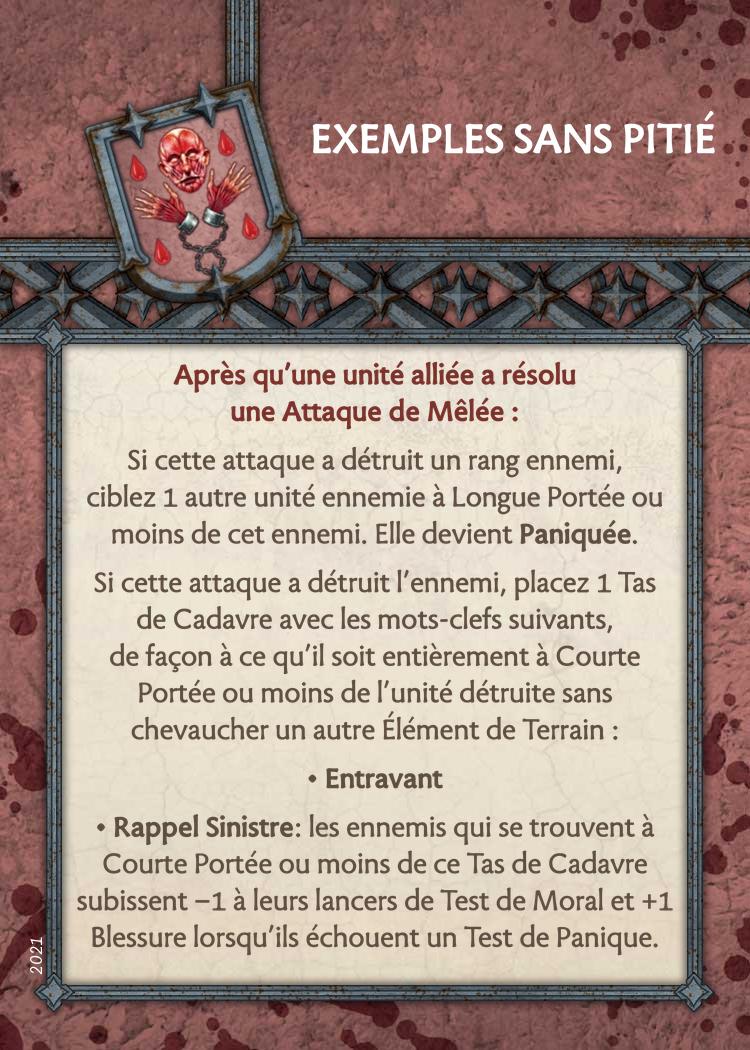 EXEMPLES SANS PITIÉ
Après qu’une unité alliée a résolu
une Attaque de Mêlée :
Si cette attaque a détruit un rang ennemi,
ciblez 1 autre unité ennemie à Longue Portée ou
moins de cet ennemi. Elle devient Paniquée.
Si cette attaque a détruit l’ennemi, placez 1 Tas
de Cadavre avec les mots-clefs suivants,
de façon à ce qu’il soit entièrement à Courte
Portée ou moins de l’unité détruite sans
chevaucher un autre Élément de Terrain :
• Entravant
• Rappel Sinistre: les ennemis qui se trouvent à
Courte Portée ou moins de ce Tas de Cadavre
subissent –1 à leurs lancers de Test de Moral et +1
Blessure lorsqu’ils échouent un Test de Panique.
2021